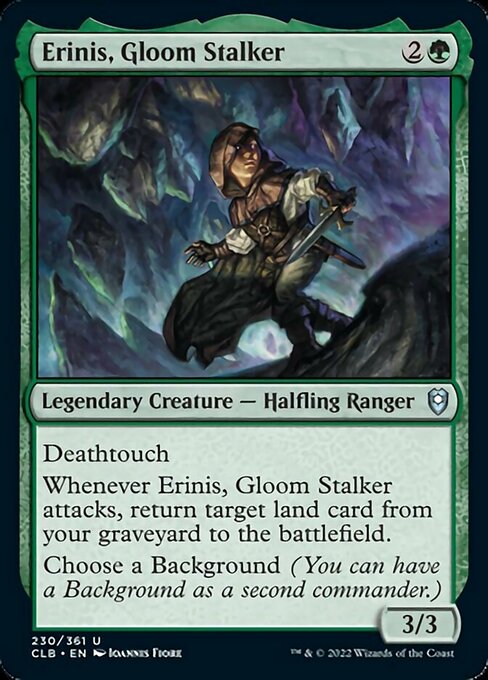 Erinis, Gloom Stalker 2
Legendary Creature — Halfling Ranger
Deathtouch
Whenever Erinis, Gloom Stalker
attacks, return target land card from
your graveyard to the battlefield.
Choose a Background (You can have
a Background as a second commander.)
3/3
230/361 U
CLB • EN Ioannis Fiore
™ & © 2022 Wizards of the Coast